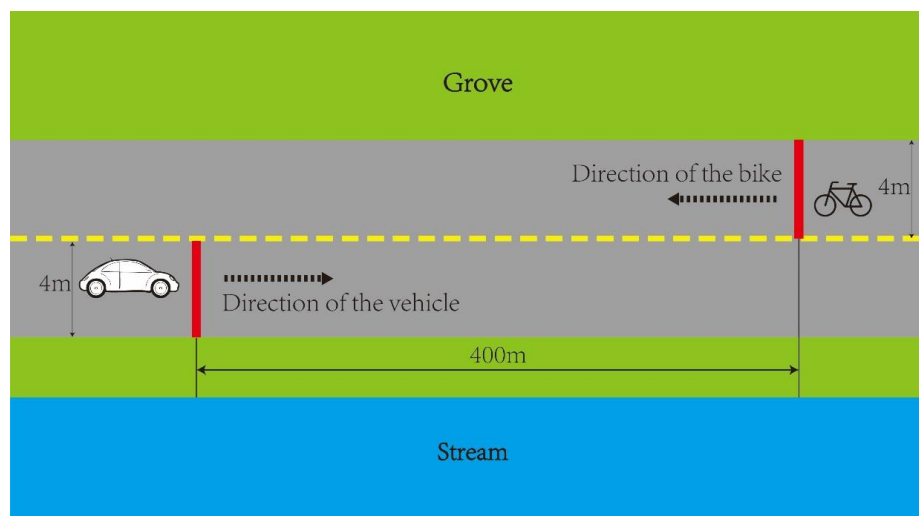 Grove
Direction of the bike
4m
4m
Direction of the vehicle
400m
Stream